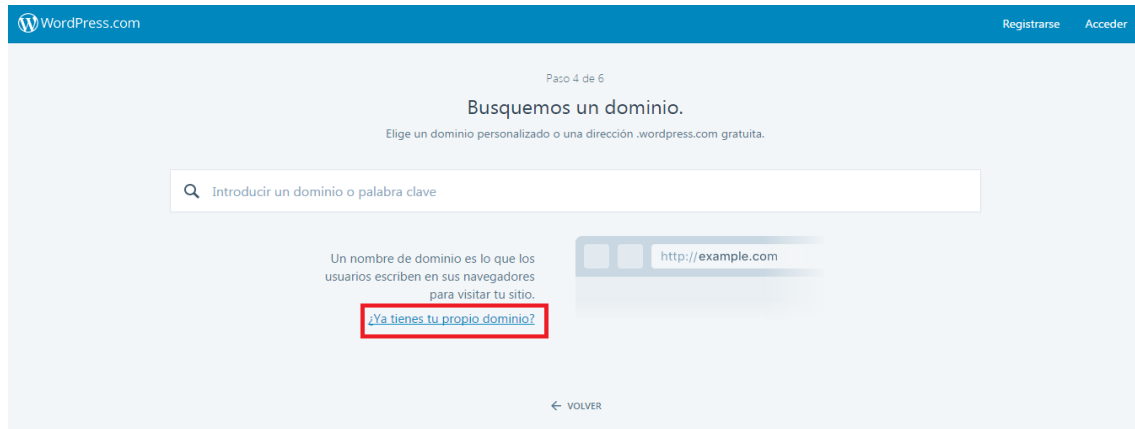 WordPress.com
Registrarse
Acceder
Paso 4 de 6
Busquemos un dominio.
Elige un dominio personalizado o una dirección .wordpress.com gratuita.
Introducir un dominio o palabra clave
Un nombre de dominio es lo que los
usuarios escriben en sus navegadores
para visitar tu sitio.
¿Ya tienes tu propio dominio?
http://example.com
← VOLVER